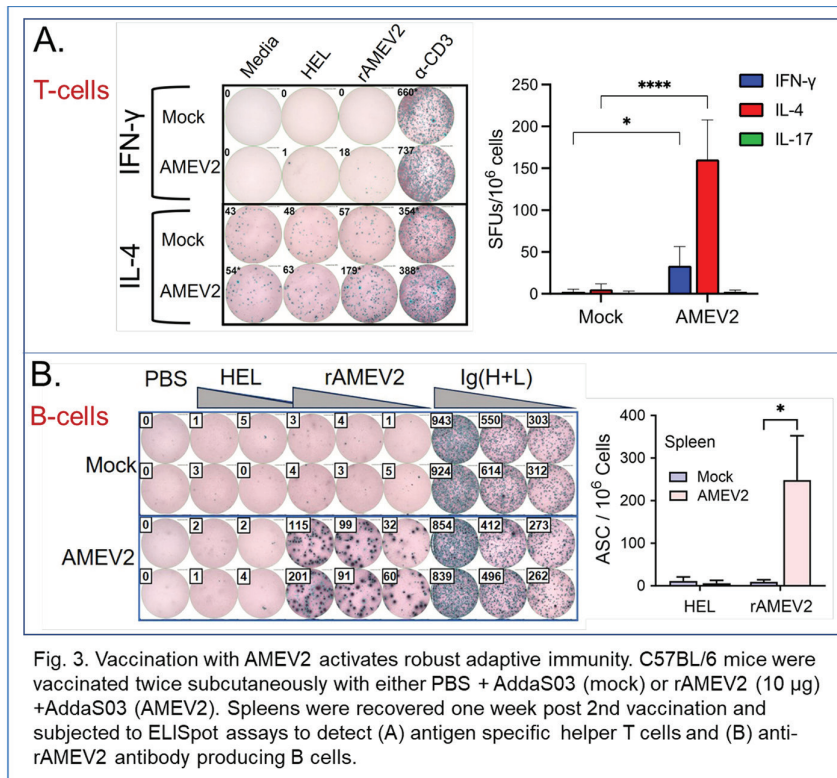 A.
T-cells
Media HEL rAMEV2 α-CD3
IFN-γ
Mock
0 0 0 660*
AMEV2
0 1 18 737
IL-4
Mock
43 48 57 354*
AMEV2
54* 63 179* 388*
SFUs/10⁶ cells
250
200
150
100
50
0
* ****
IFN-γ
IL-4
IL-17
Mock AMEV2
B.
B-cells
PBS HEL rAMEV2 Ig(H+L)
Mock
0 1 5 3 4 1 943 550 303
0 3 0 4 3 5 924 614 312
AMEV2
0 2 2 115 99 32 854 412 273
0 1 4 201 91 60 839 496 262
ASC / 10⁶ Cells
400
300
200
100
0
Spleen
Mock
AMEV2
*
HEL rAMEV2
Fig. 3. Vaccination with AMEV2 activates robust adaptive immunity. C57BL/6 mice were
vaccinated twice subcutaneously with either PBS + AddaS03 (mock) or rAMEV2 (10 µg)
+AddaS03 (AMEV2). Spleens were recovered one week post 2nd vaccination and
subjected to ELISpot assays to detect (A) antigen specific helper T cells and (B) anti-
rAMEV2 antibody producing B cells.